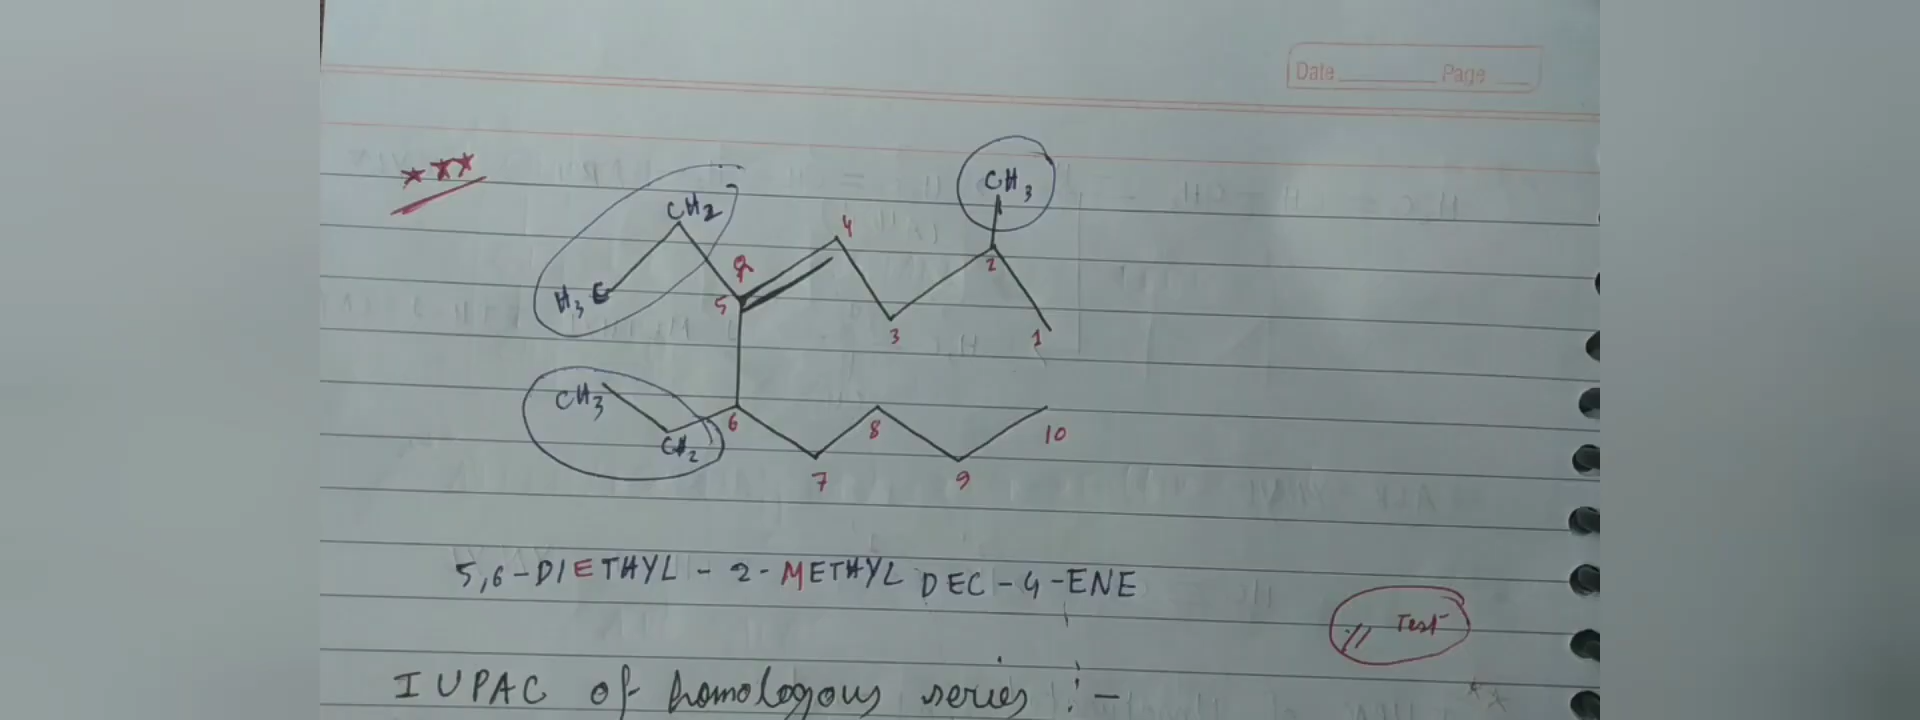 Date Page
***
CH3
CH2
4
2
5 2
H3C
3 1
CH3
6 8 10
CH2
7 9
5,6-DIETHYL-2-METHYL DEC-4-ENE
Test
IUPAC of homologous series :-